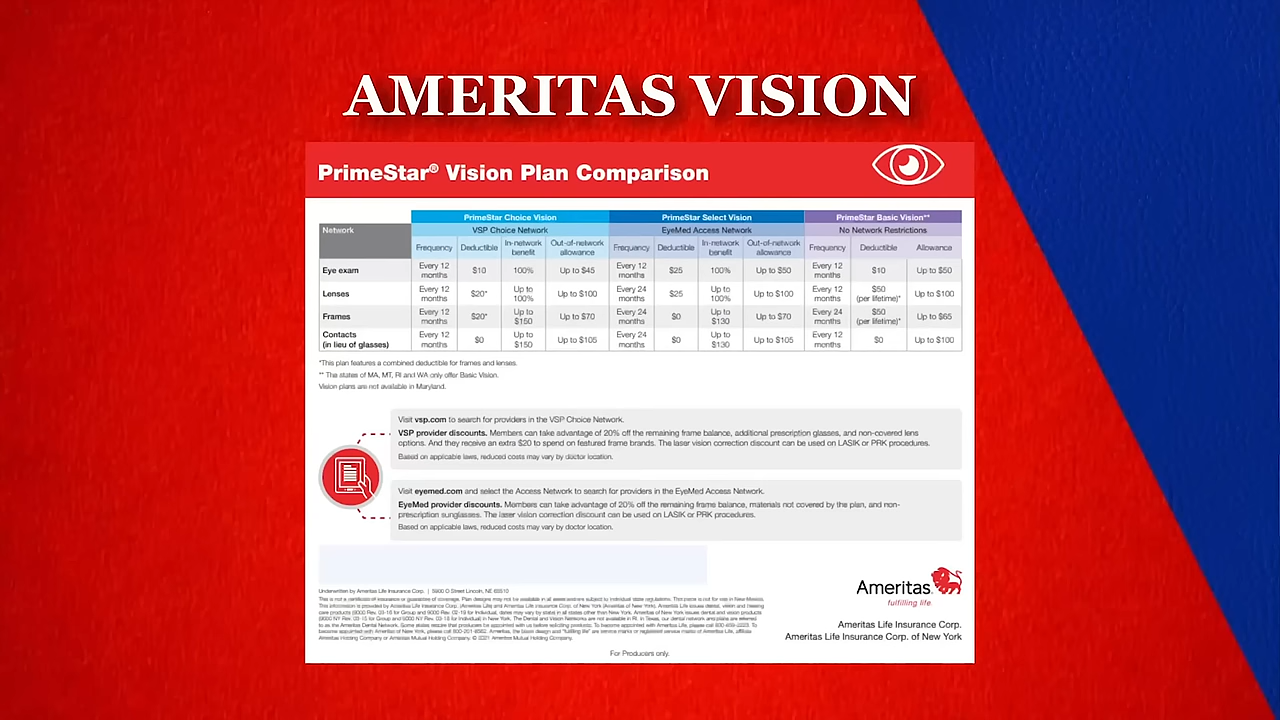 AMERITAS VISION
PrimeStar® Vision Plan Comparison
PrimeStar Choice Vision PrimeStar Select Vision PrimeStar Basic Vision**
Network VSP Choice Network EyeMed Access Network No Network Restrictions
Frequency Deductible In-network benefit Out-of-network allowance Frequency Deductible In-network benefit Out-of-network allowance Frequency Deductible Allowance
Eye exam Every 12 months $10 100% Up to $45 Every 12 months $25 100% Up to $50 Every 12 months $10 Up to $50
Lenses Every 12 months $20* Up to 100% Up to $100 Every 24 months $25 Up to 100% Up to $100 Every 12 months $50 (per lifetime)* Up to $100
Frames Every 12 months $20* Up to $150 Up to $70 Every 24 months $0 Up to $130 Up to $70 Every 24 months $50 (per lifetime)* Up to $65
Contacts (in lieu of glasses) Every 12 months $0 Up to $150 Up to $105 Every 24 months $0 Up to $130 Up to $105 Every 12 months $0 Up to $100
*This plan features a combined deductible for frames and lenses.
** The states of MA, MT, RI and WA only offer Basic Vision.
Vision plans are not available in Maryland.
Visit vsp.com to search for providers in the VSP Choice Network.
VSP provider discounts. Members can take advantage of 20% off the remaining frame balance, additional prescription glasses, and non-covered lens
options. And they receive an extra $20 to spend on featured frame brands. The laser vision correction discount can be used on LASIK or PRK procedures.
Based on applicable laws, reduced costs may vary by doctor location.
Visit eyemed.com and select the Access Network to search for providers in the EyeMed Access Network.
EyeMed provider discounts. Members can take advantage of 20% off the remaining frame balance, materials not covered by the plan, and non-
prescription sunglasses. The laser vision correction discount can be used on LASIK or PRK procedures.
Based on applicable laws, reduced costs may vary by doctor location.
Ameritas
fulfilling life
Ameritas Life Insurance Corp.
Ameritas Life Insurance Corp. of New York
Underwritten by Ameritas Life Insurance Corp. | 5900 O Street Lincoln, NE 68510
For Producers only.